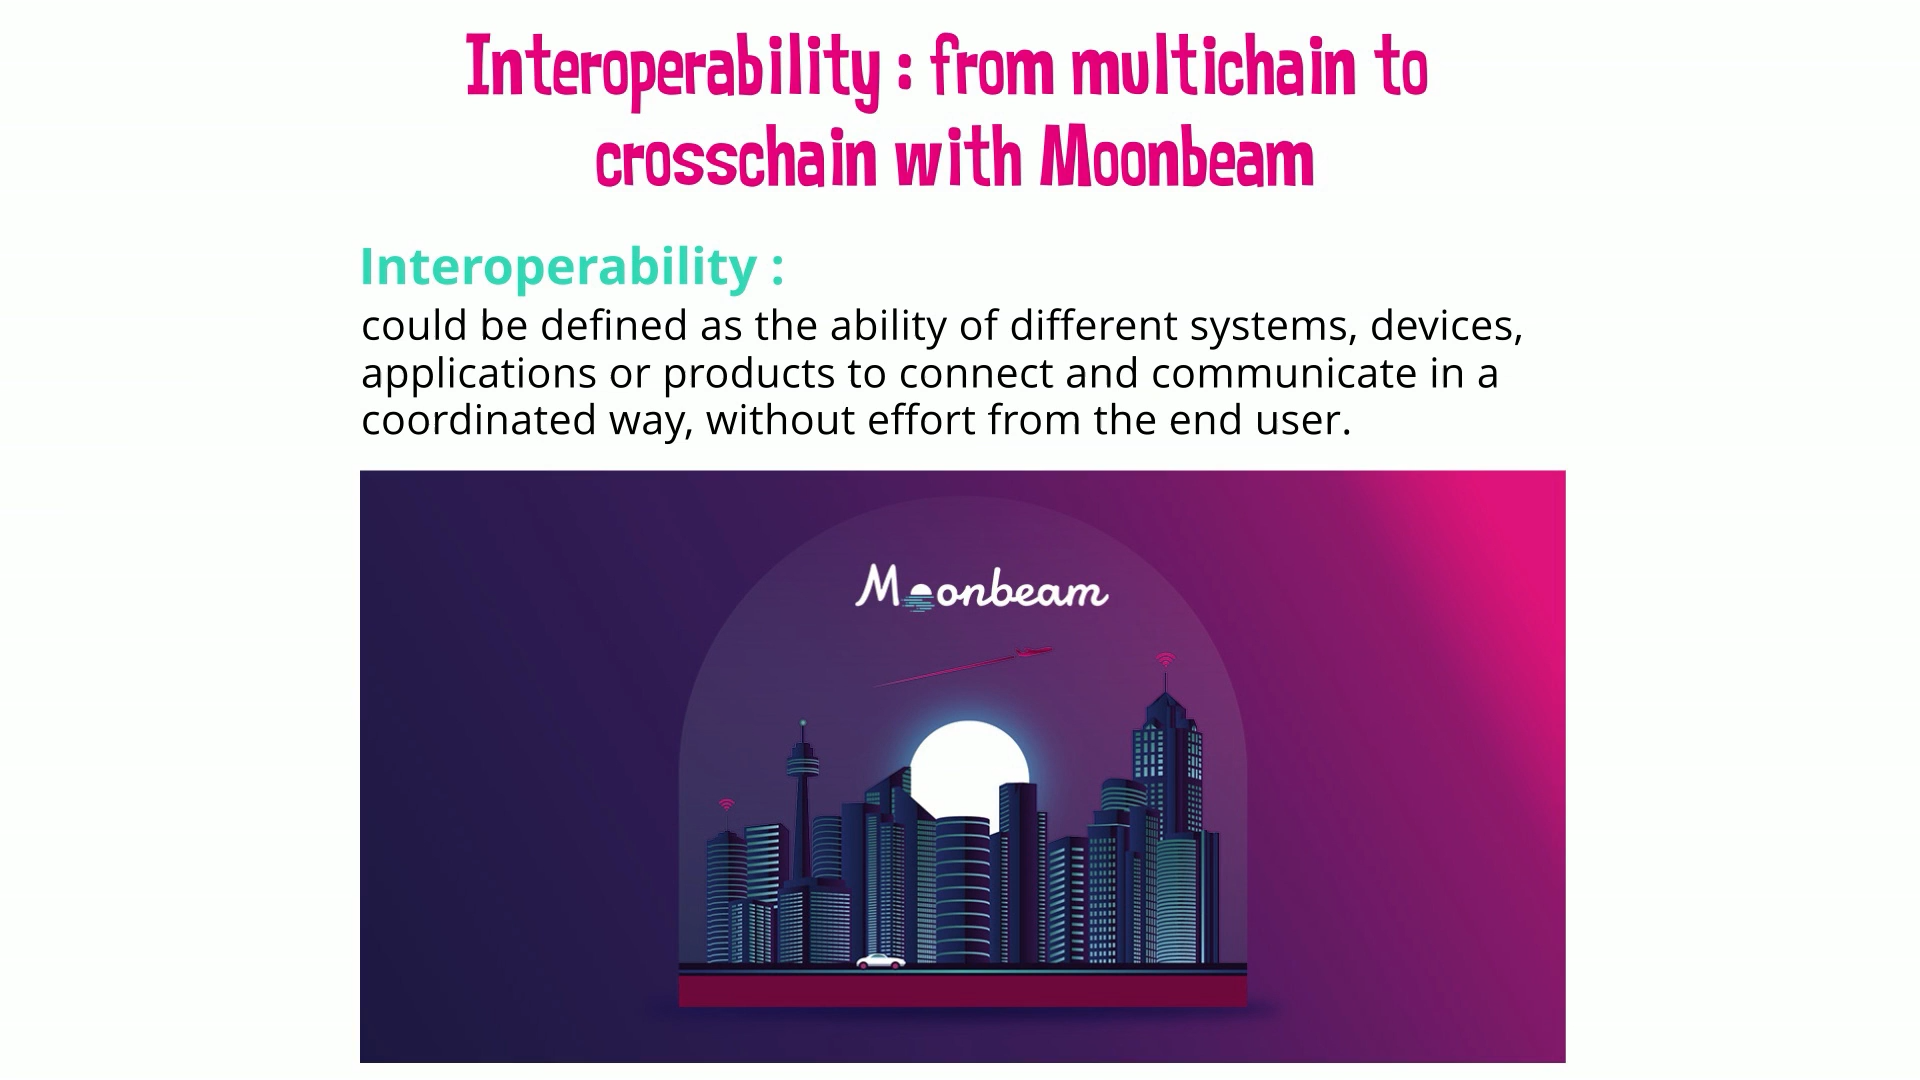 Interoperability : from multichain to
crosschain with Moonbeam
Interoperability :
could be defined as the ability of different systems, devices,
applications or products to connect and communicate in a
coordinated way, without effort from the end user.
Moonbeam